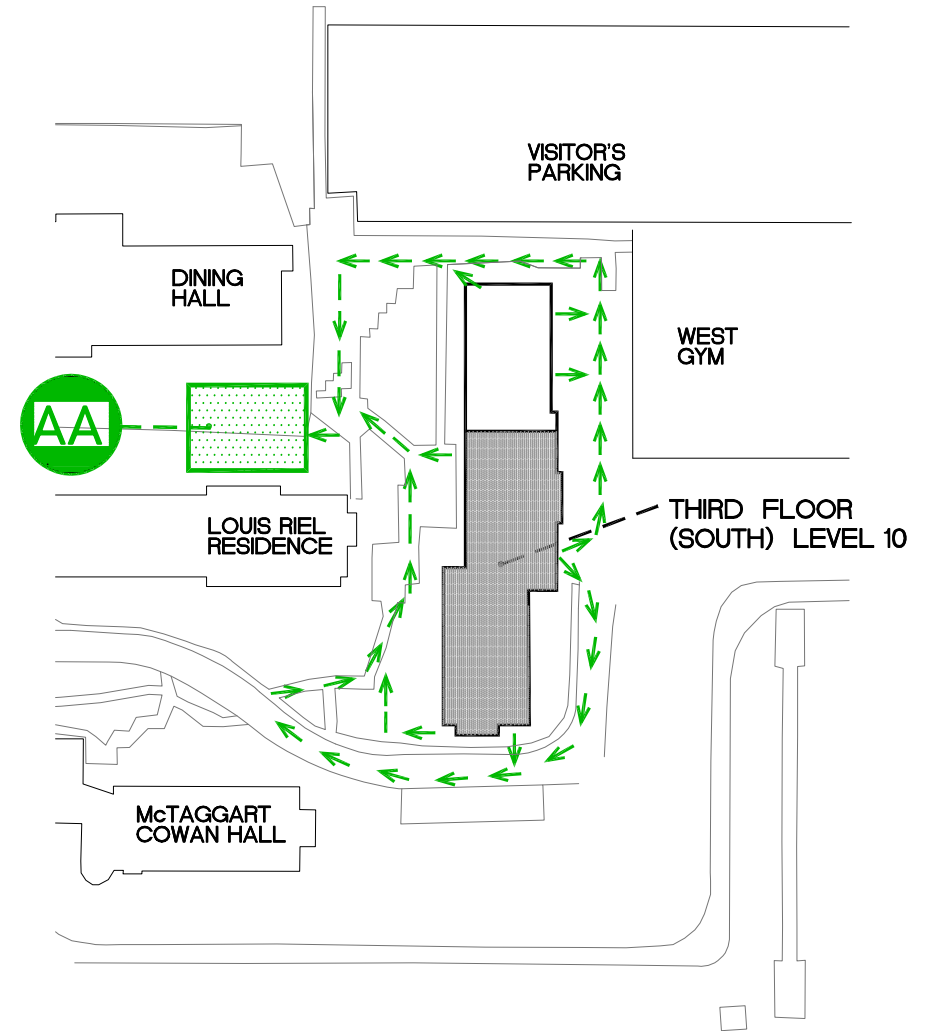 VISITOR'S
PARKING
DINING
HALL
WEST
GYM
AA
THIRD FLOOR
(SOUTH) LEVEL 10
LOUIS RIEL
RESIDENCE
McTAGGART
COWAN HALL